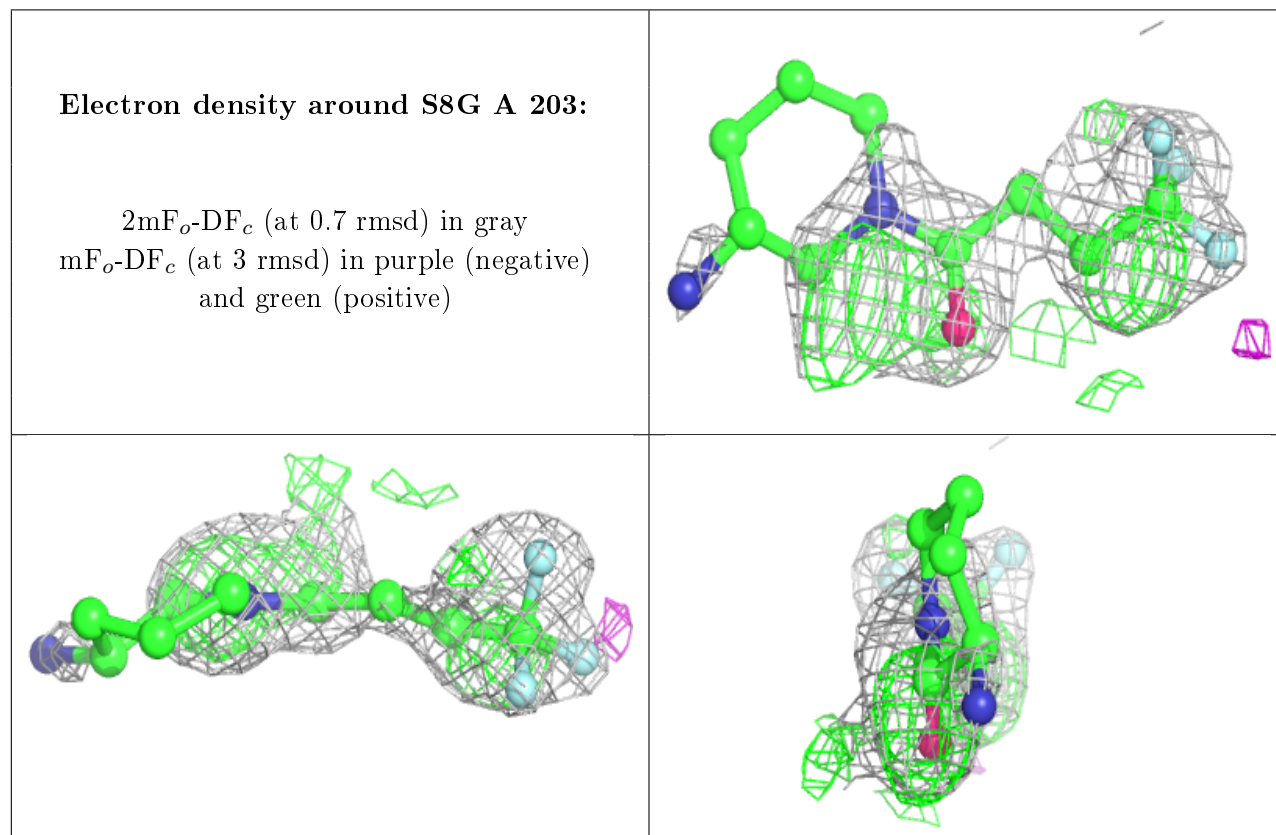 Electron density around S8G A 203:
2mFₒ-DF𝒸 (at 0.7 rmsd) in gray
mFₒ-DF𝒸 (at 3 rmsd) in purple (negative)
and green (positive)